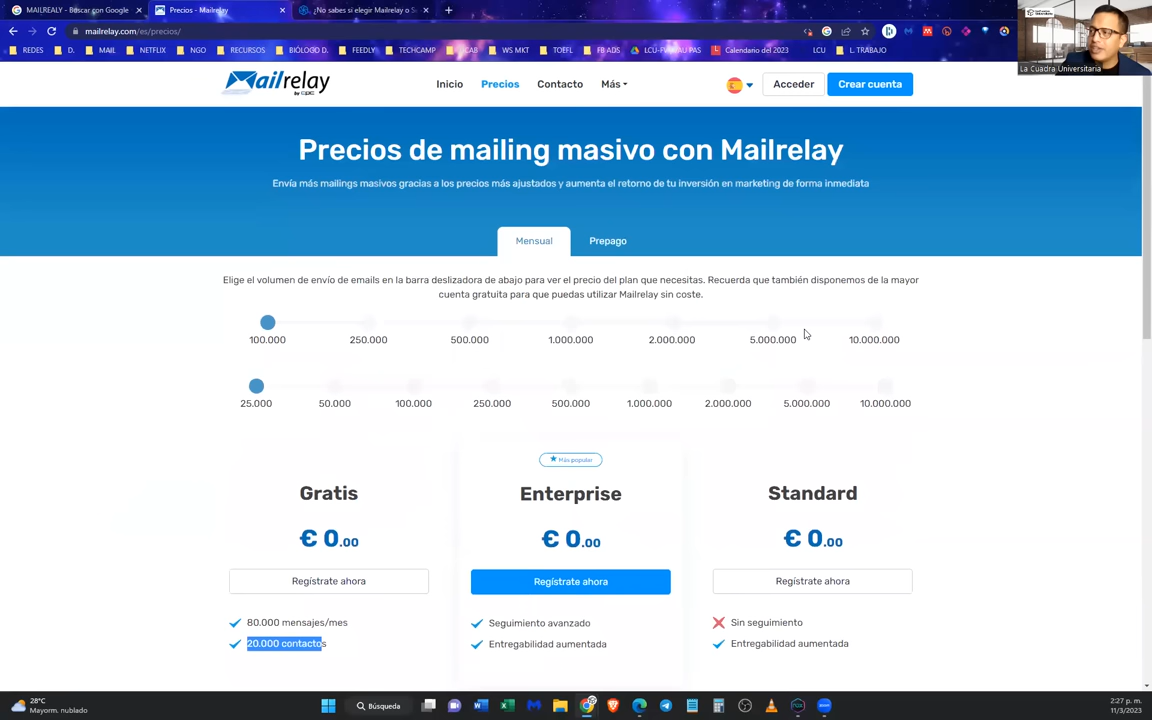 MAILREALY - Buscar con Google
Precios - Mailrelay
¿No sabes si elegir Mailrelay o S
mailrelay.com/es/precios/
REDES
D.
MAIL
NETFLIX
NGO
RECURSOS
BIÓLOGO D.
FEEDLY
TECHCAMP
WS MKT
TOEFL
FB ADS
LCU-FVM/AU/PAS
Calendario del 2023
LCU
L. TRABAJO
La Cuadra Universitaria
Mailrelay
by cpc
Inicio
Precios
Contacto
Más
Acceder
Crear cuenta
Precios de mailing masivo con Mailrelay
Envía más mailings masivos gracias a los precios más ajustados y aumenta el retorno de tu inversión en marketing de forma inmediata
Mensual
Prepago
Elige el volumen de envío de emails en la barra deslizadora de abajo para ver el precio del plan que necesitas. Recuerda que también disponemos de la mayor
cuenta gratuita para que puedas utilizar Mailrelay sin coste.
100.000 250.000 500.000 1.000.000 2.000.000 5.000.000 10.000.000
25.000 50.000 100.000 250.000 500.000 1.000.000 2.000.000 5.000.000 10.000.000
Más popular
Gratis
Enterprise
Standard
€ 0.00
€ 0.00
€ 0.00
Regístrate ahora
Regístrate ahora
Regístrate ahora
80.000 mensajes/mes
Seguimiento avanzado
Sin seguimiento
20.000 contactos
Entregabilidad aumentada
Entregabilidad aumentada
28°C
Mayorm. nublado
Búsqueda
2:27 p. m.
11/3/2023